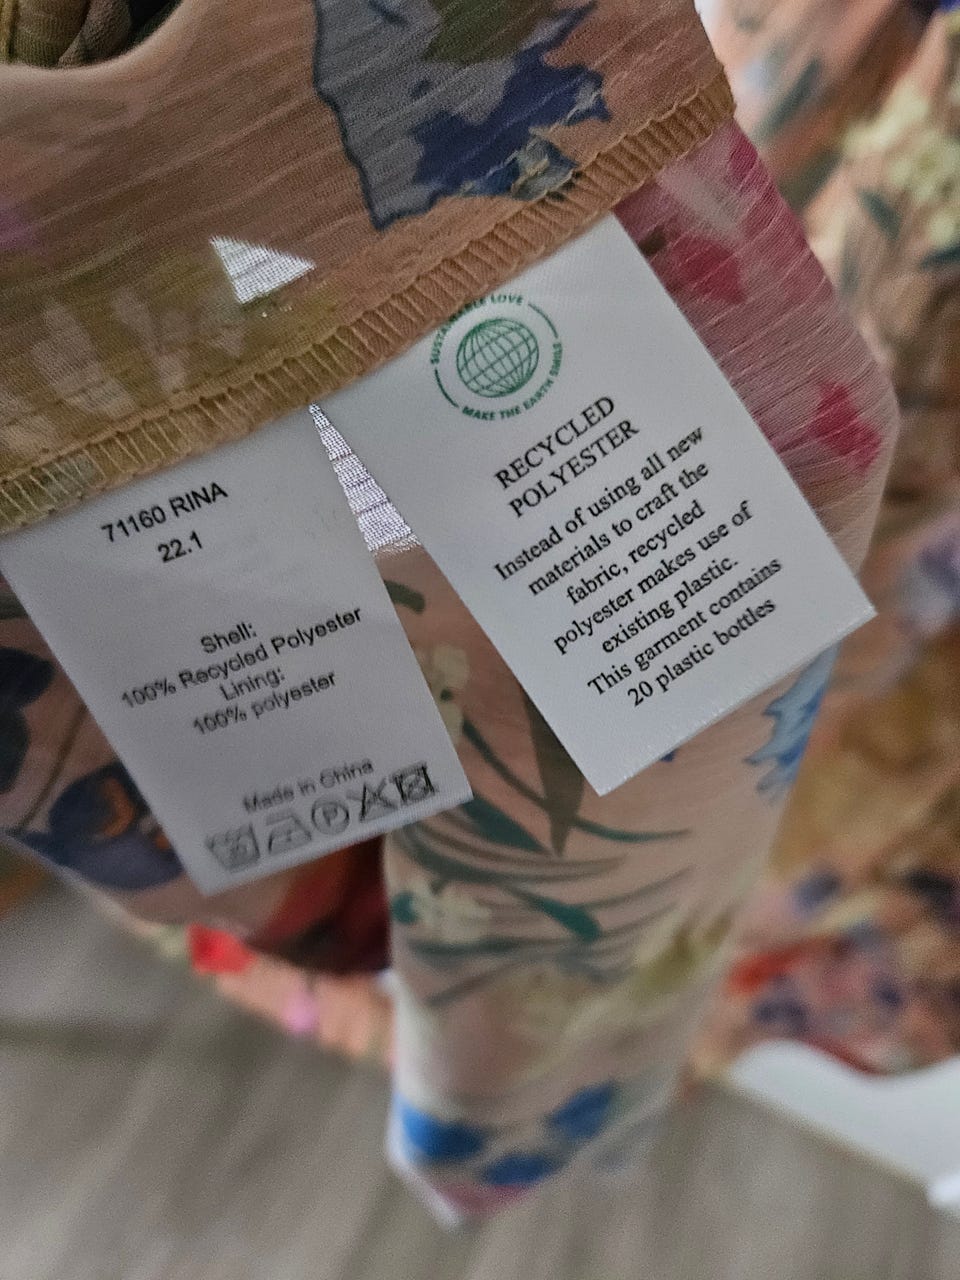 71160 RINA
22.1
Shell:
100% Recycled Polyester
Lining:
100% polyester
Made in China
P
SUSTAINABLE LOVE
MAKE THE EARTH SMILE
RECYCLED
POLYESTER
Instead of using all new
materials to craft the
fabric, recycled
polyester makes use of
existing plastic.
This garment contains
20 plastic bottles